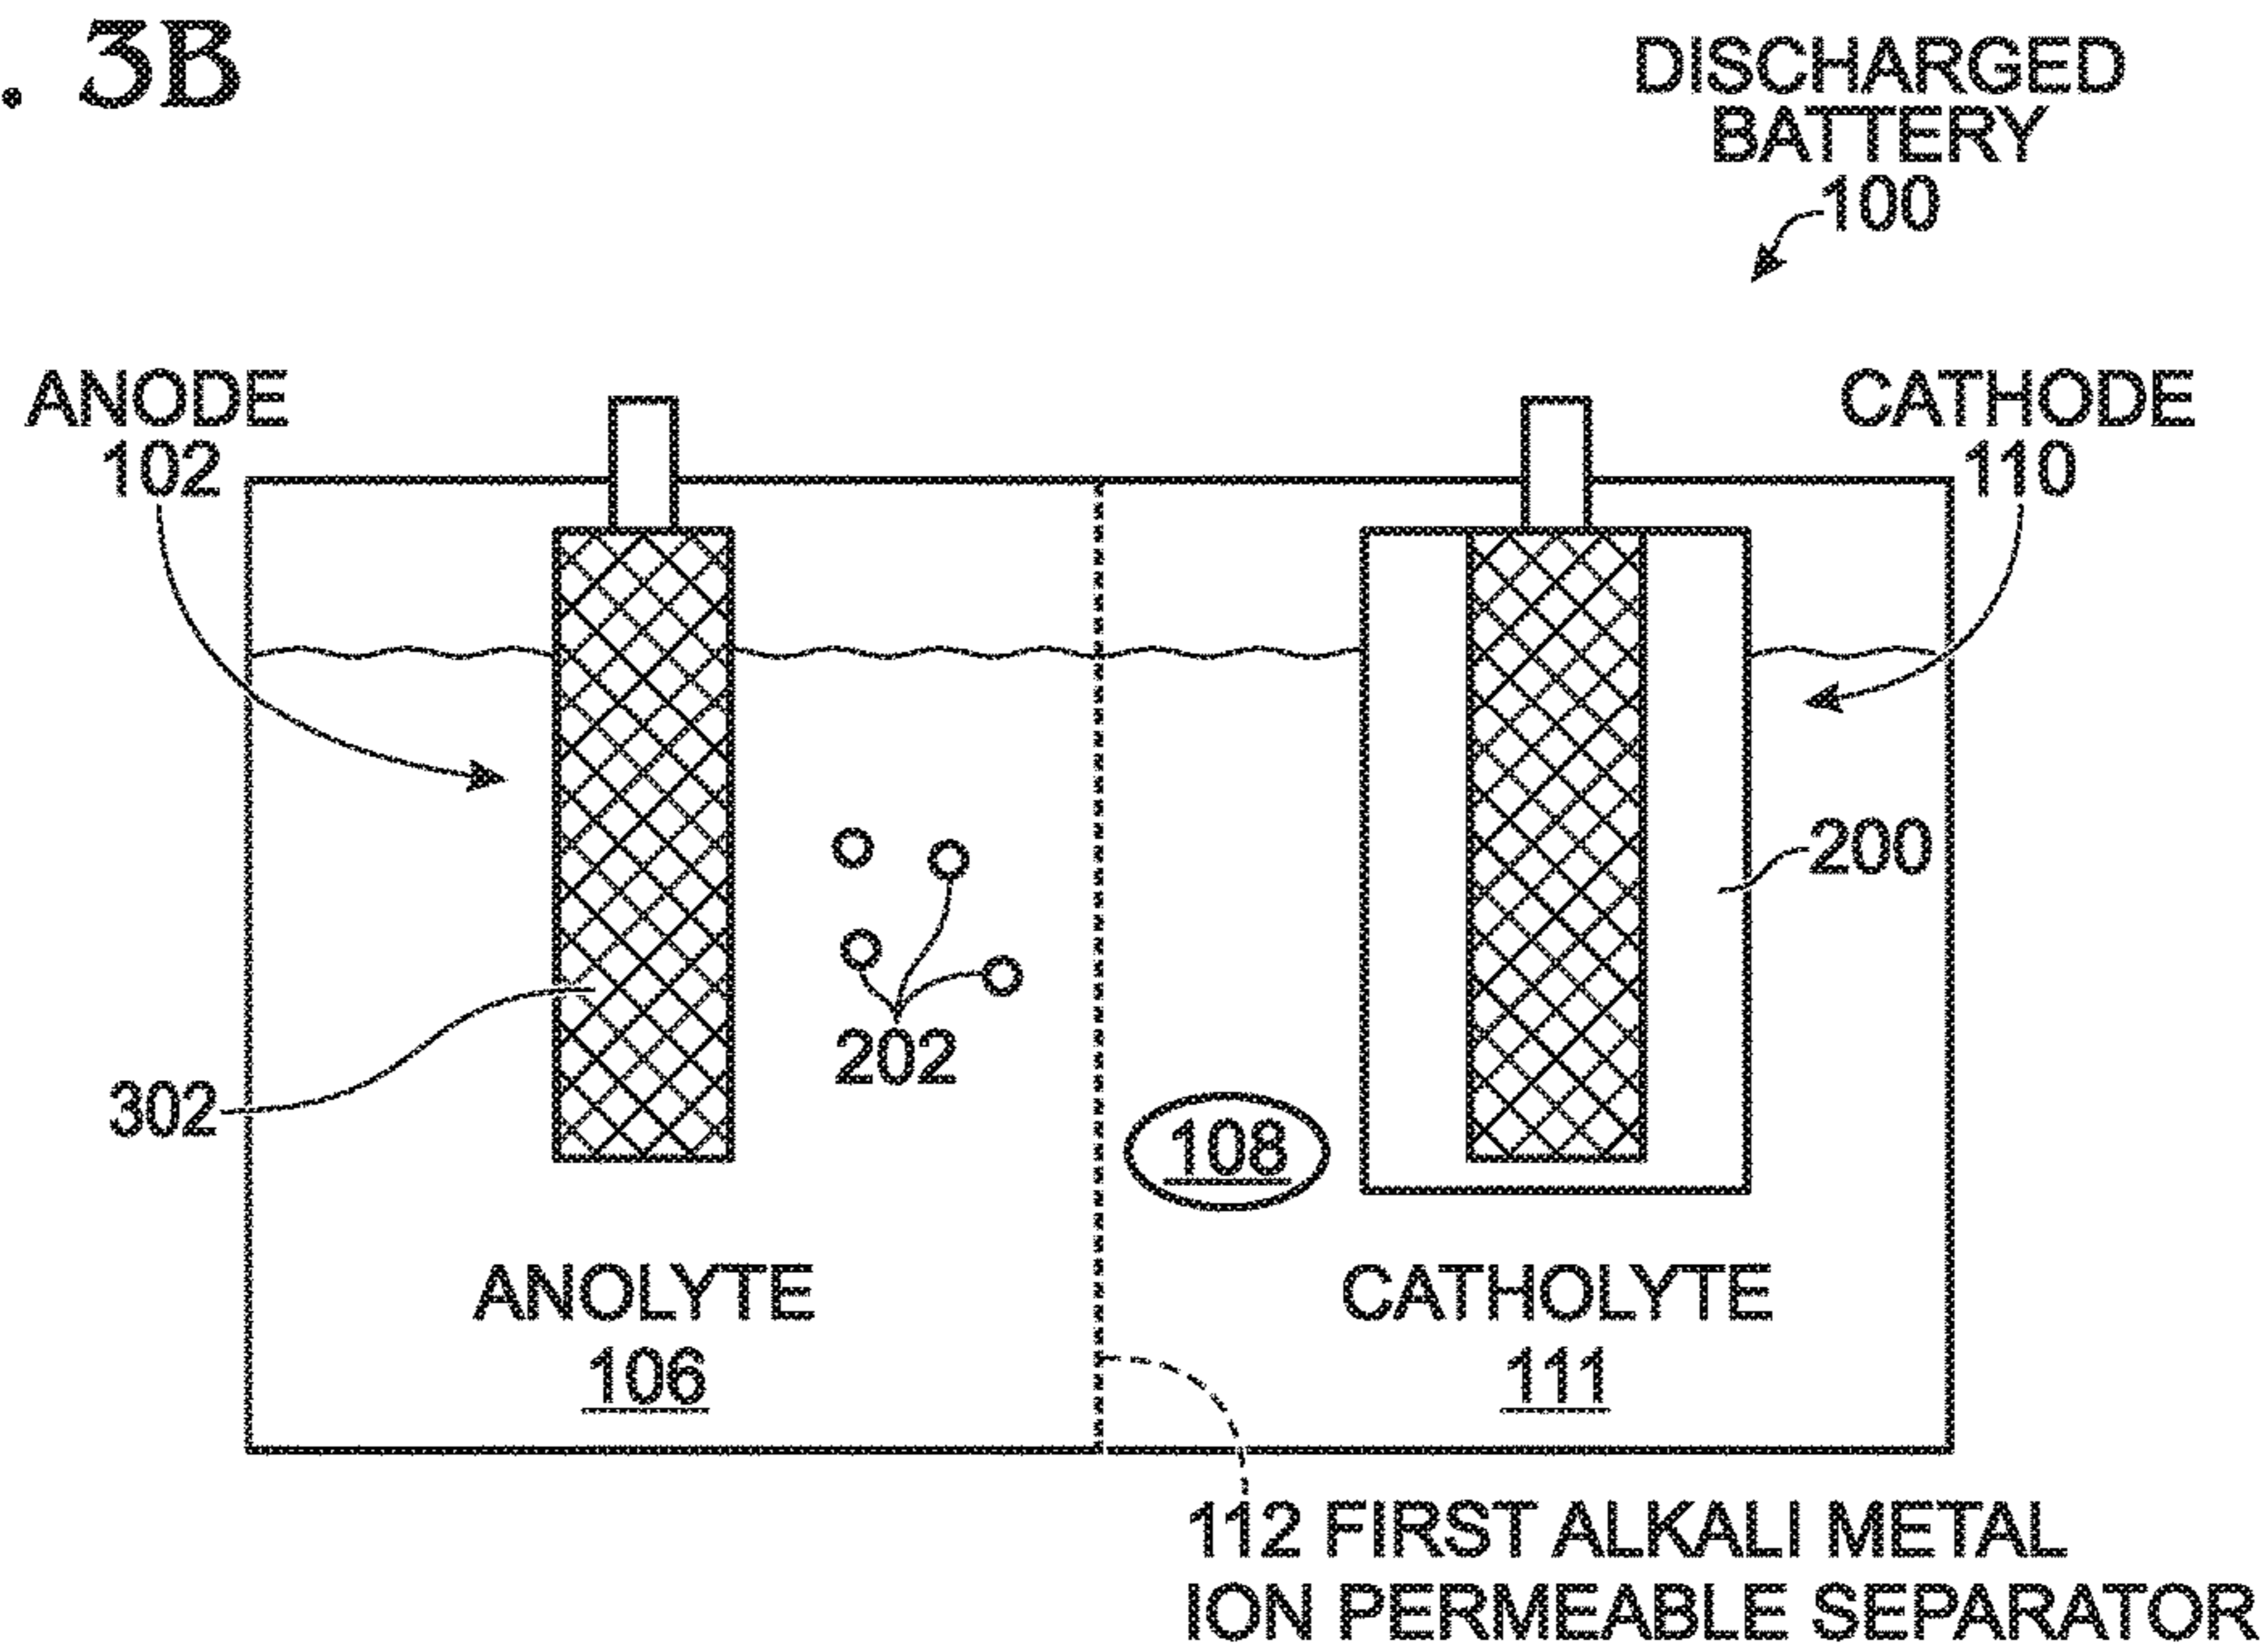 . 3B
DISCHARGED
BATTERY
100
ANODE
102
CATHODE
110
200
202
302
108
ANOLYTE
106
CATHOLYTE
111
112 FIRST ALKALI METAL
ION PERMEABLE SEPARATOR